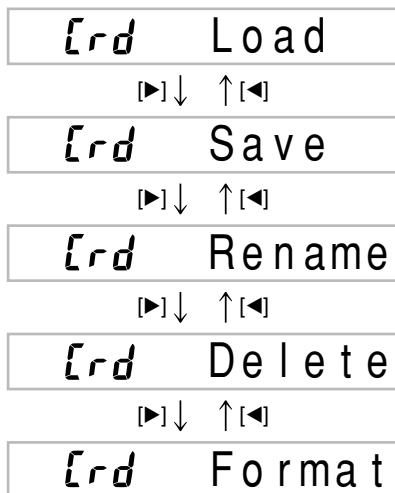 Crd Load
[►]↓ ↑[◄]
Crd Save
[►]↓ ↑[◄]
Crd Rename
[►]↓ ↑[◄]
Crd Delete
[►]↓ ↑[◄]
Crd Format